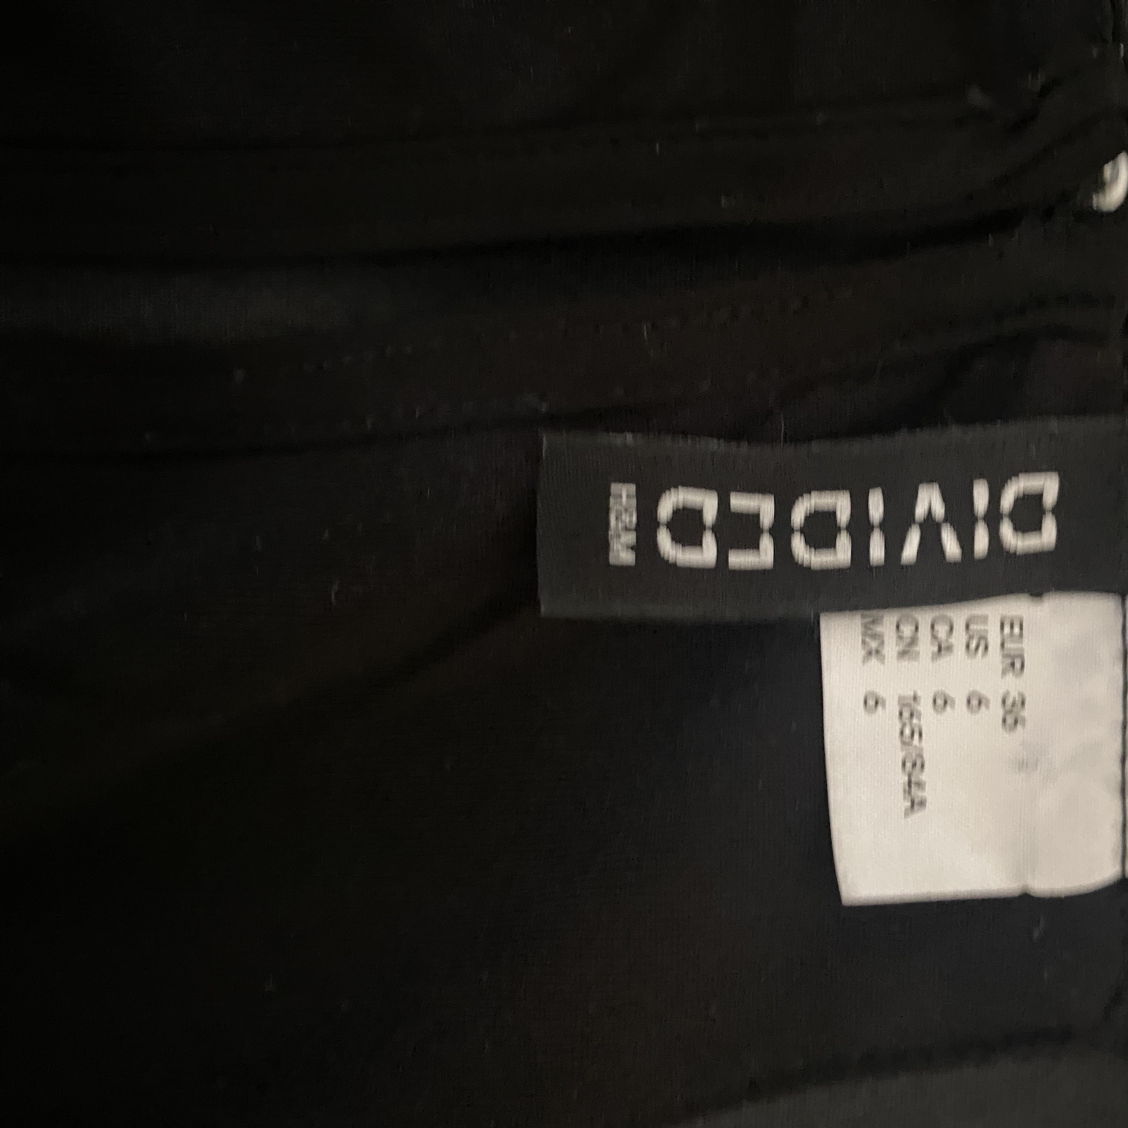 DIVIDED
H&M
EUR 36
US 6
CA 6
CN 165/84A
MX 6